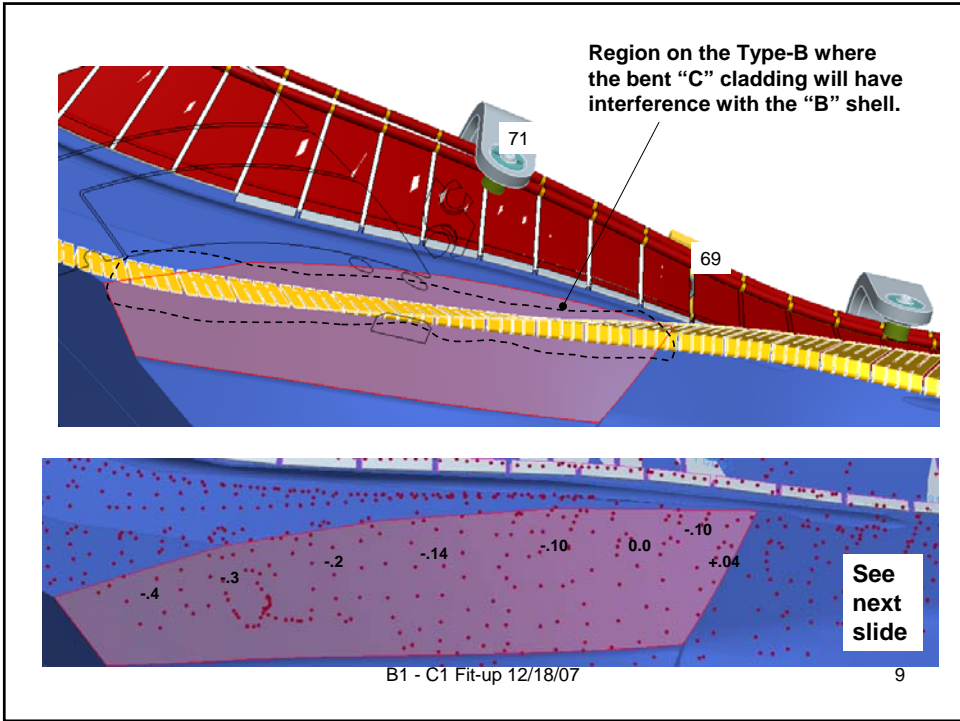 Region on the Type-B where
the bent “C” cladding will have
interference with the “B” shell.
71
69
-.4
-.3
-.2
-.14
-.10
0.0
-.10
+.04
See
next
slide
B1 - C1 Fit-up 12/18/07
9